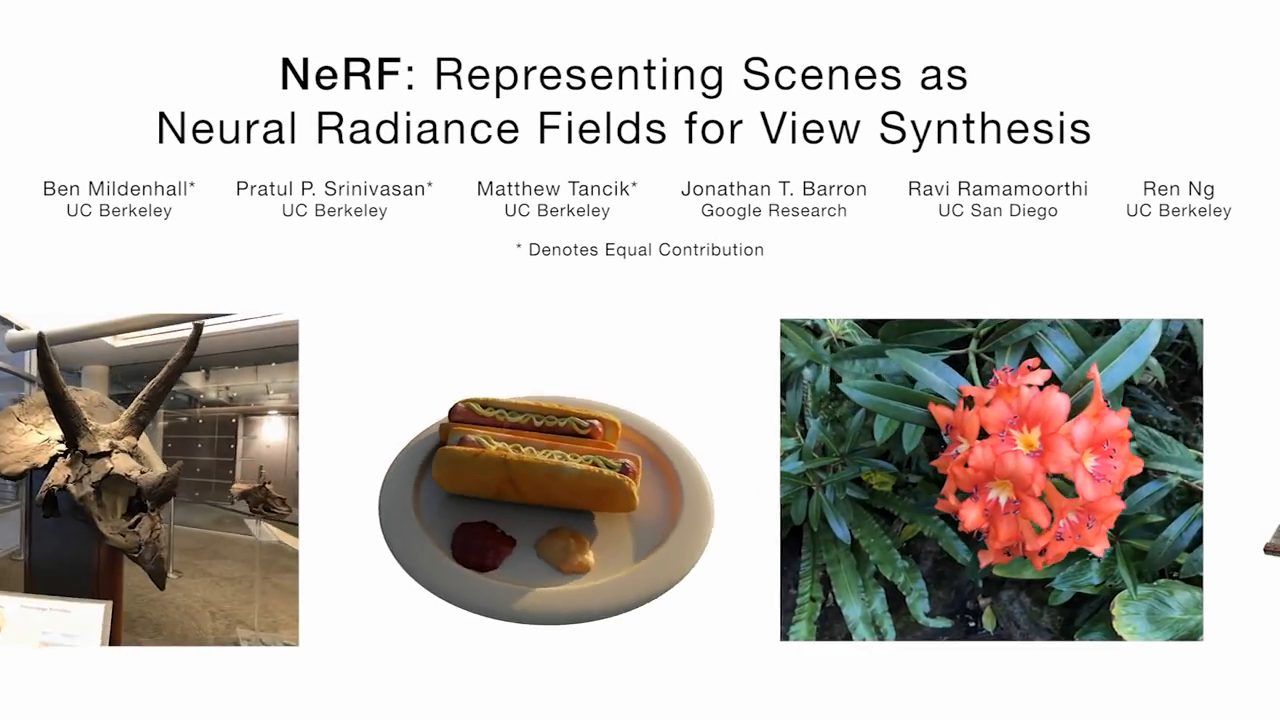 NeRF: Representing Scenes as
Neural Radiance Fields for View Synthesis
Ben Mildenhall* Pratul P. Srinivasan* Matthew Tancik* Jonathan T. Barron Ravi Ramamoorthi Ren Ng
UC Berkeley UC Berkeley UC Berkeley Google Research UC San Diego UC Berkeley
* Denotes Equal Contribution